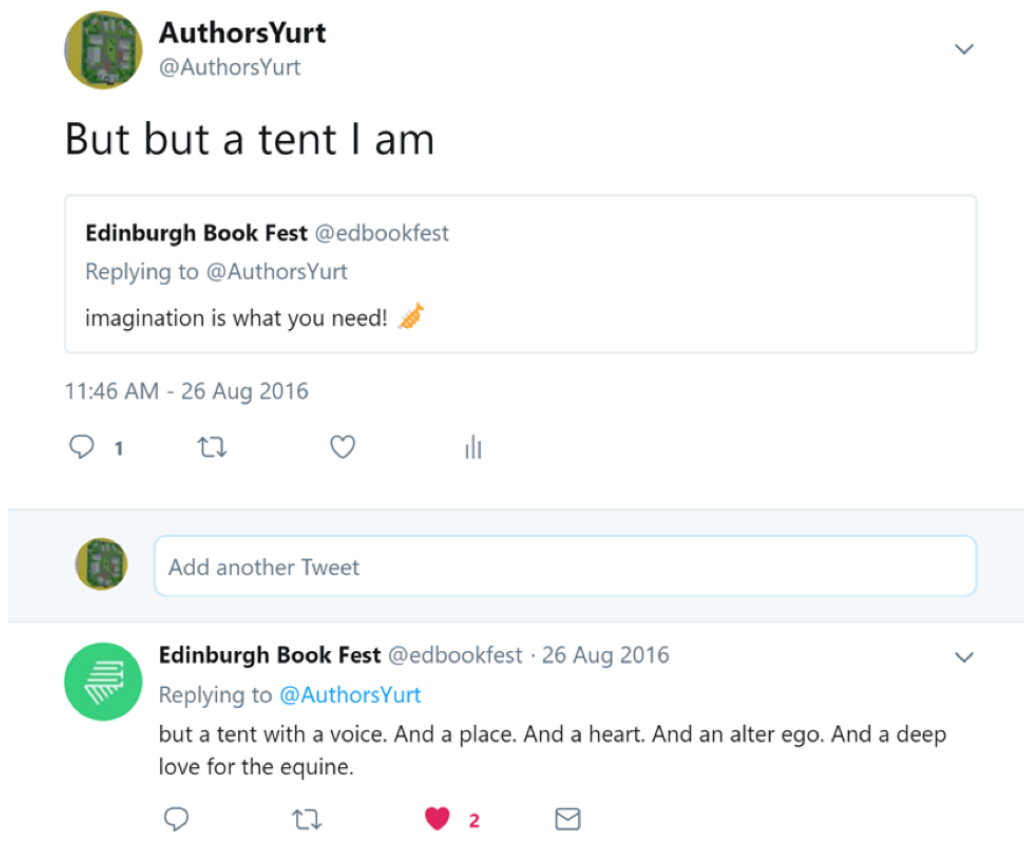 AuthorsYurt
@AuthorsYurt
But but a tent I am
Edinburgh Book Fest @edbookfest
Replying to @AuthorsYurt
imagination is what you need! 🎺
11:46 AM - 26 Aug 2016
1
Add another Tweet
Edinburgh Book Fest @edbookfest · 26 Aug 2016
Replying to @AuthorsYurt
but a tent with a voice. And a place. And a heart. And an alter ego. And a deep
love for the equine.
2